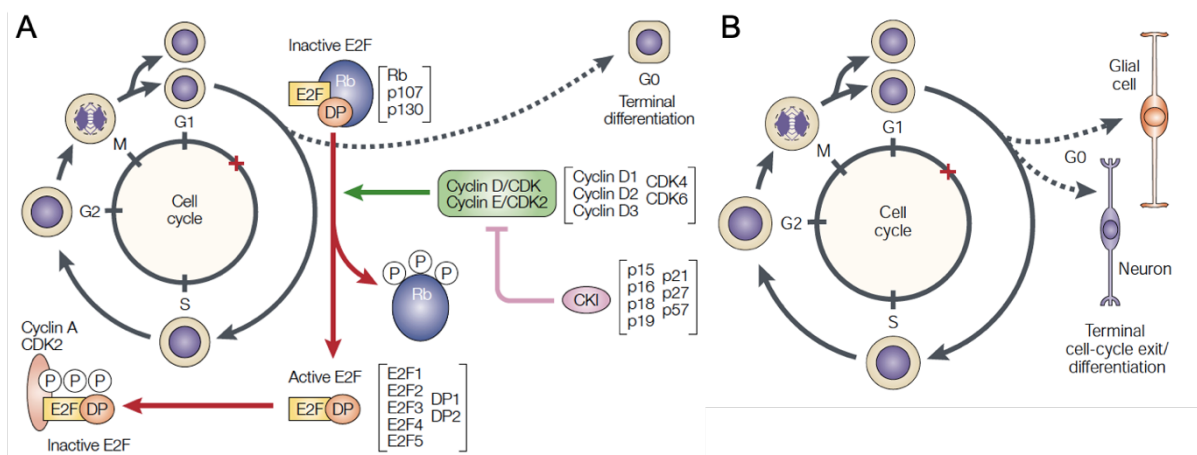 A
Inactive E2F
Rb
E2F
DP
Rb
p107
p130
G0
Terminal
differentiation
G1
M
G2
S
Cell
cycle
Cyclin D/CDK
Cyclin E/CDK2
Cyclin D1
Cyclin D2
Cyclin D3
CDK4
CDK6
P
P
P
Rb
CKI
p15
p16
p18
p19
p21
p27
p57
Cyclin A
CDK2
P P P
E2F DP
Inactive E2F
Active E2F
E2F DP
E2F1
E2F2
E2F3
E2F4
E2F5
DP1
DP2
B
G1
M
G2
S
Cell
cycle
G0
Glial
cell
Neuron
Terminal
cell-cycle exit/
differentiation